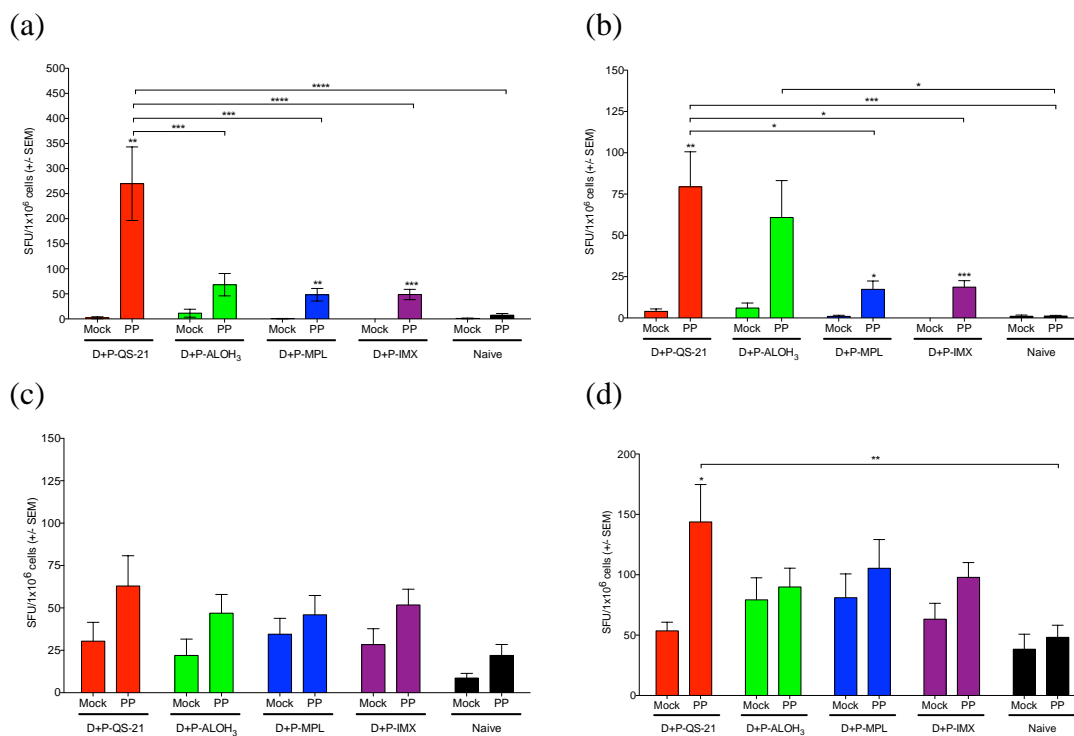 (a)
SFU/1x10⁶ cells (+/- SEM)
500
450
400
350
300
250
200
150
100
50
0
****
****
***
***
**
**
***
Mock PP Mock PP Mock PP Mock PP Mock PP
D+P-QS-21 D+P-ALOH₃ D+P-MPL D+P-IMX Naive
(b)
SFU/1x10⁶ cells (+/- SEM)
150
125
100
75
50
25
0
*
***
*
*
**
*
***
Mock PP Mock PP Mock PP Mock PP Mock PP
D+P-QS-21 D+P-ALOH₃ D+P-MPL D+P-IMX Naive
(c)
SFU/1x10⁶ cells (+/- SEM)
150
125
100
75
50
25
0
Mock PP Mock PP Mock PP Mock PP Mock PP
D+P-QS-21 D+P-ALOH₃ D+P-MPL D+P-IMX Naive
(d)
SFU/1x10⁶ cells (+/- SEM)
200
150
100
50
0
**
*
Mock PP Mock PP Mock PP Mock PP Mock PP
D+P-QS-21 D+P-ALOH₃ D+P-MPL D+P-IMX Naive